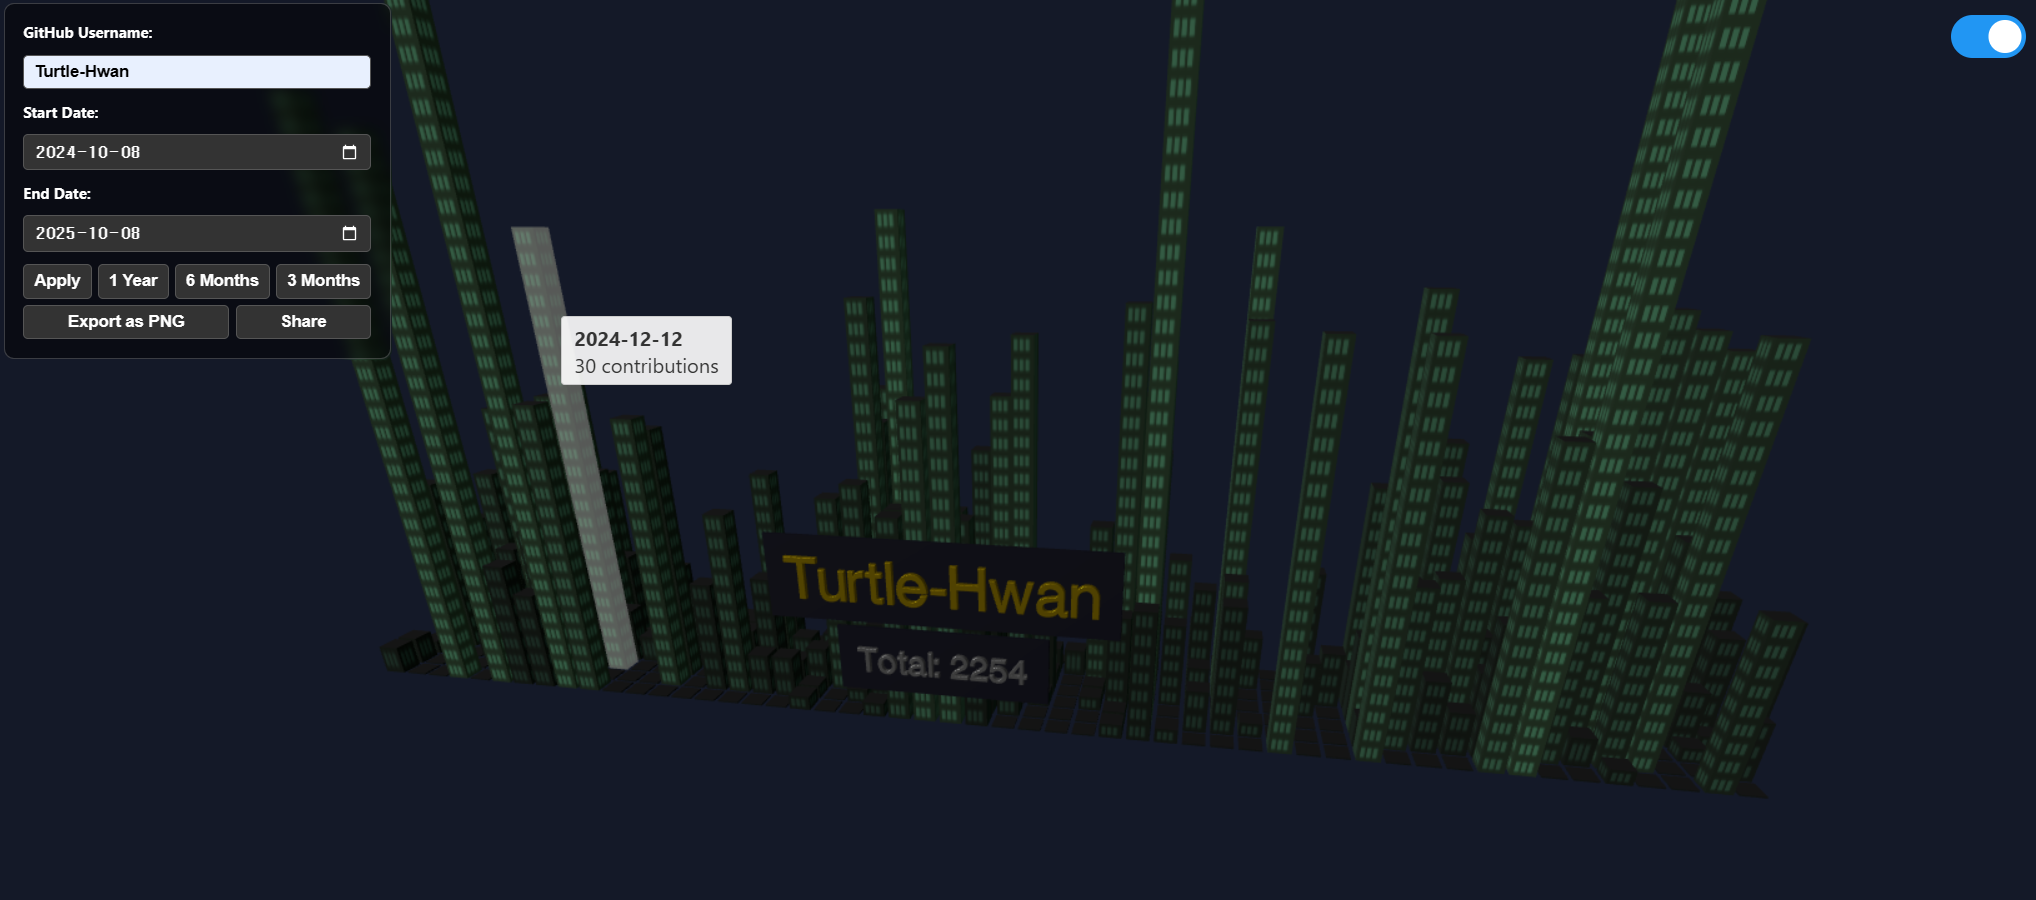 GitHub Username:
Turtle-Hwan
Start Date:
2024-10-08
End Date:
2025-10-08
Apply
1 Year
6 Months
3 Months
Export as PNG
Share
2024-12-12
30 contributions
Turtle-Hwan
Total: 2254